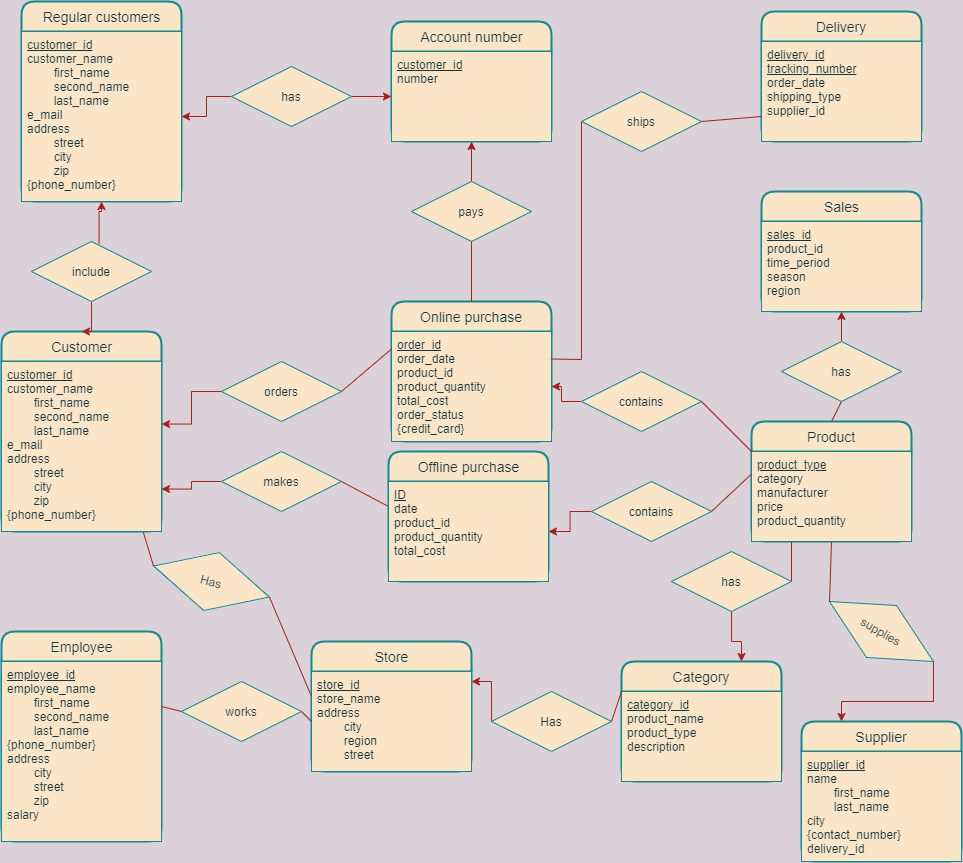 Regular customers
customer_id
customer_name
first_name
second_name
last_name
e_mail
address
street
city
zip
{phone_number}
has
Account number
customer_id
number
ships
Delivery
delivery_id
tracking_number
order_date
shipping_type
supplier_id
include
pays
Sales
sales_id
product_id
time_period
season
region
Customer
customer_id
customer_name
first_name
second_name
last_name
e_mail
address
street
city
zip
{phone_number}
orders
Online purchase
order_id
order_date
product_id
product_quantity
total_cost
order_status
{credit_card}
contains
has
Product
product_type
category
manufacturer
price
product_quantity
makes
Offline purchase
ID
date
product_id
product_quantity
total_cost
contains
Has
has
supplies
Employee
employee_id
employee_name
first_name
second_name
last_name
{phone_number}
address
city
street
zip
salary
works
Store
store_id
store_name
address
city
region
street
Has
Category
category_id
product_name
product_type
description
Supplier
supplier_id
name
first_name
last_name
city
{contact_number}
delivery_id